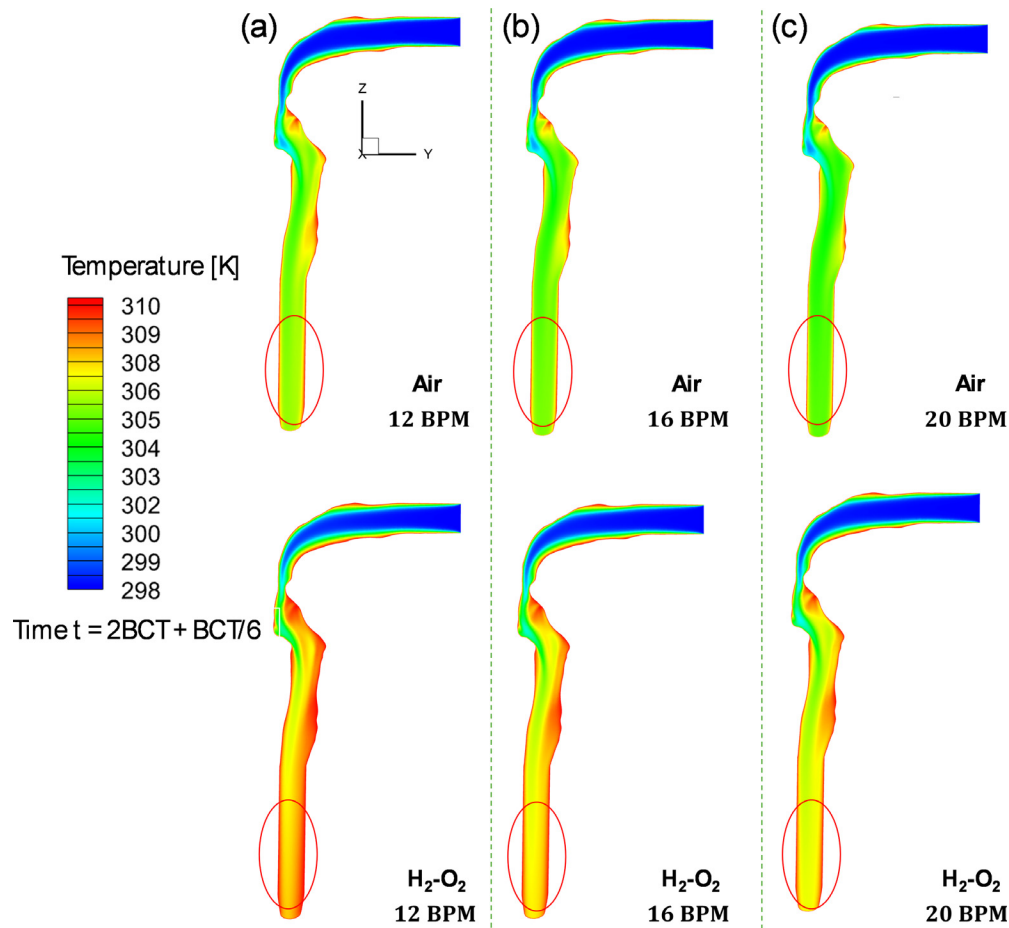 (a)
(b)
(c)
Z
X
Y
Temperature [K]
310
309
308
306
305
304
303
302
300
299
298
Time t = 2BCT + BCT/6
Air
12 BPM
Air
16 BPM
Air
20 BPM
H₂-O₂
12 BPM
H₂-O₂
16 BPM
H₂-O₂
20 BPM